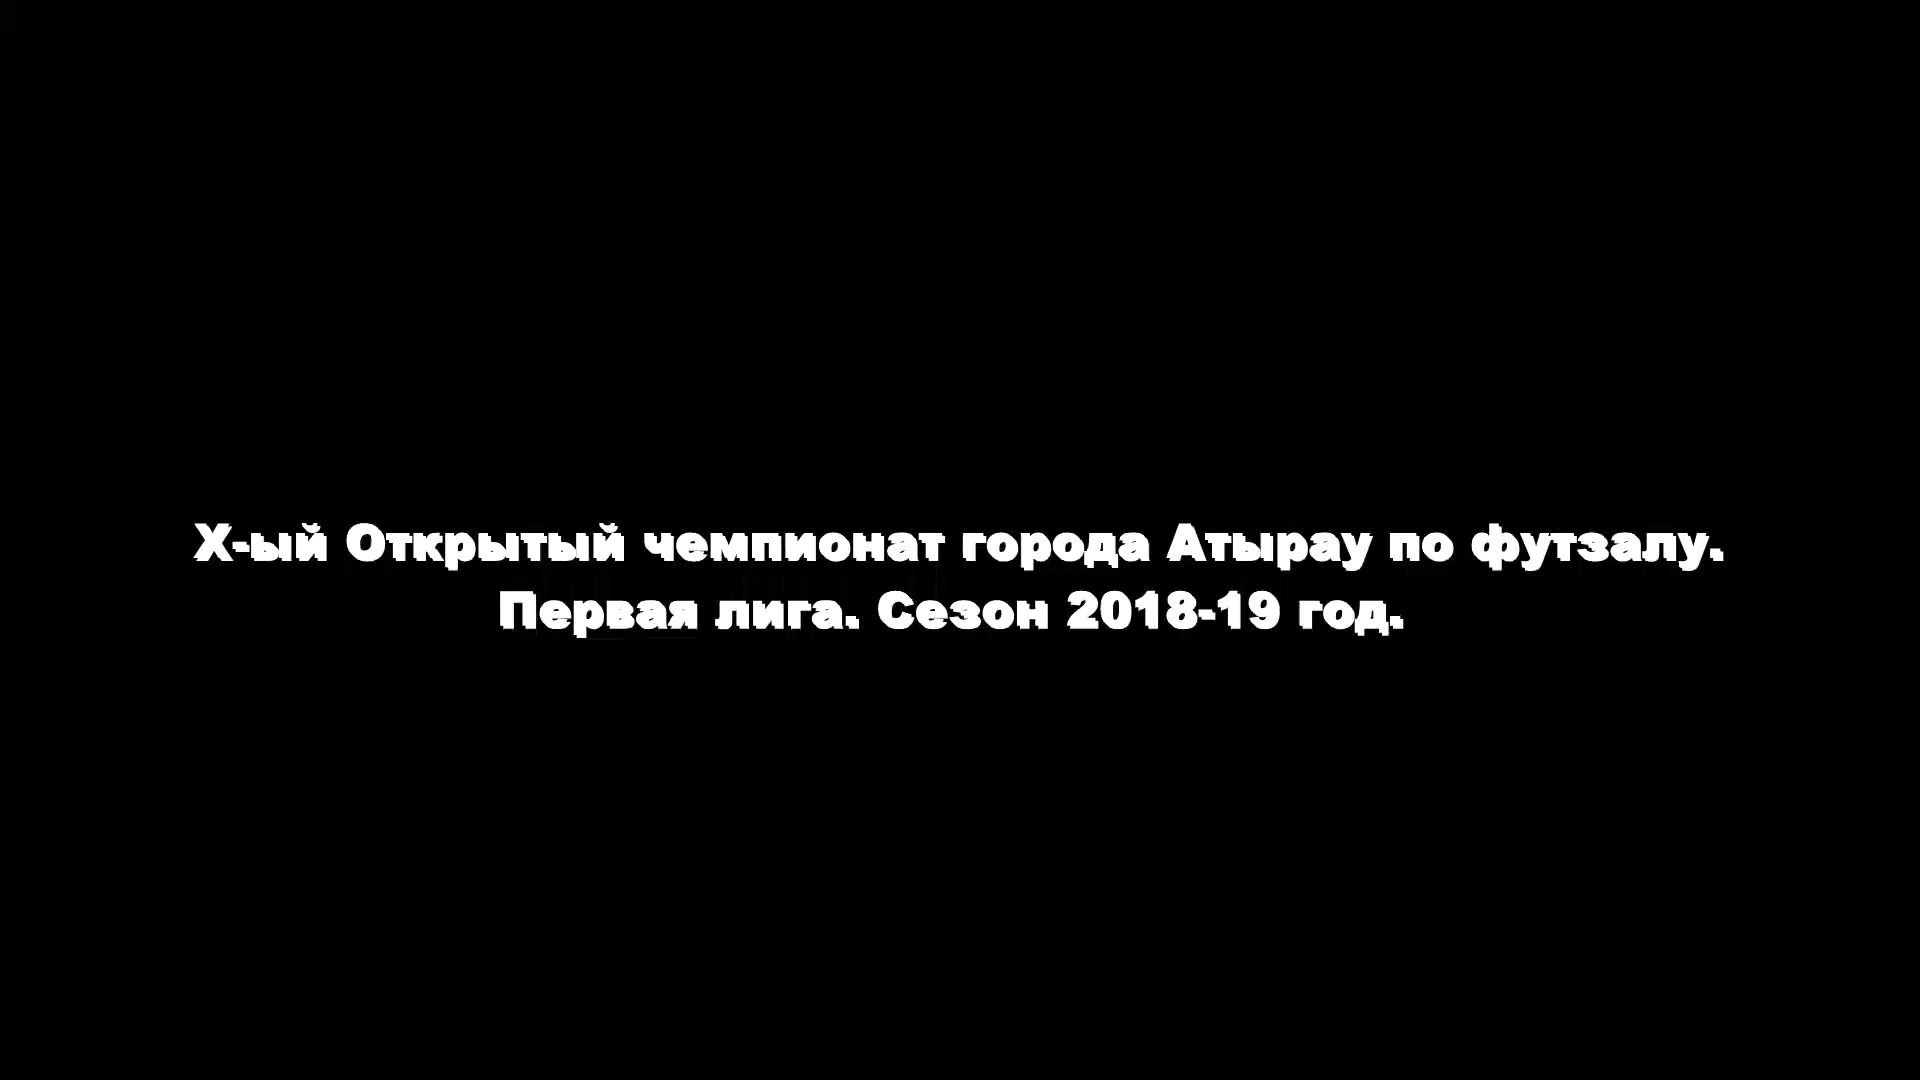 X-ый Открытый чемпионат города Атырау по футзалу.
Первая лига. Сезон 2018-19 год.